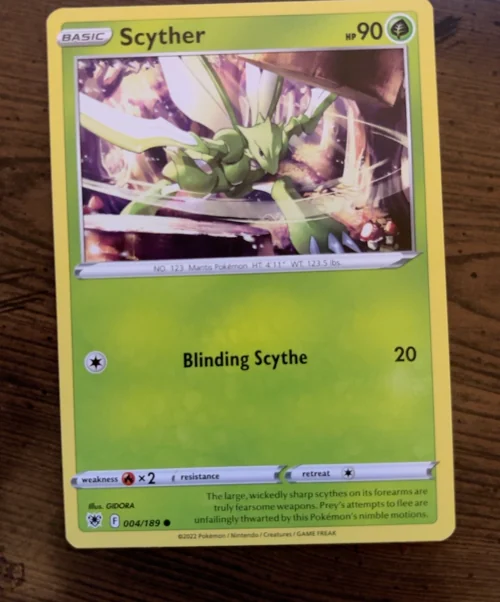 BASIC Scyther HP 90
NO. 123 Mantis Pokémon HT: 4'11" WT: 123.5 lbs.
Blinding Scythe 20
weakness ×2 resistance retreat
The large, wickedly sharp scythes on its forearms are
truly fearsome weapons. Prey's attempts to flee are
unfailingly thwarted by this Pokémon's nimble motions.
Illus. GIDORA
F 004/189
©2022 Pokémon / Nintendo / Creatures / GAME FREAK